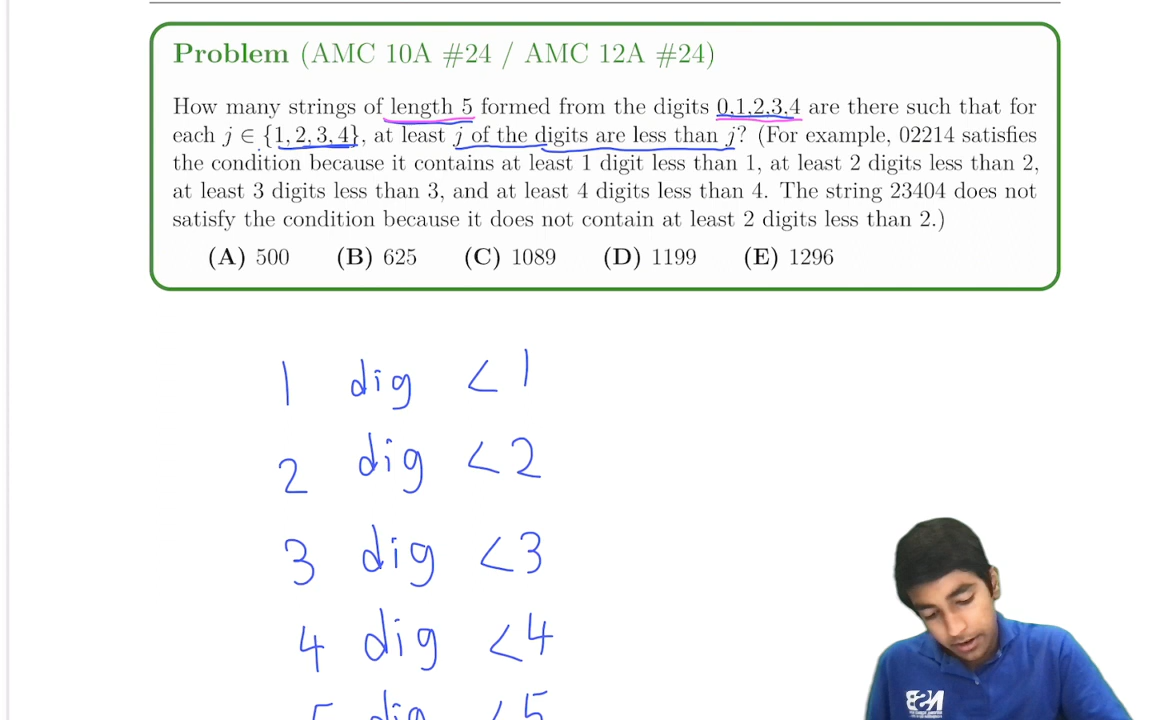 Problem (AMC 10A #24 / AMC 12A #24)
How many strings of length 5 formed from the digits 0,1,2,3,4 are there such that for
each j ∈ {1, 2, 3, 4}, at least j of the digits are less than j? (For example, 02214 satisfies
the condition because it contains at least 1 digit less than 1, at least 2 digits less than 2,
at least 3 digits less than 3, and at least 4 digits less than 4. The string 23404 does not
satisfy the condition because it does not contain at least 2 digits less than 2.)
(A) 500 (B) 625 (C) 1089 (D) 1199 (E) 1296
1 dig < 1
2 dig < 2
3 dig < 3
4 dig < 4
5 dig < 5